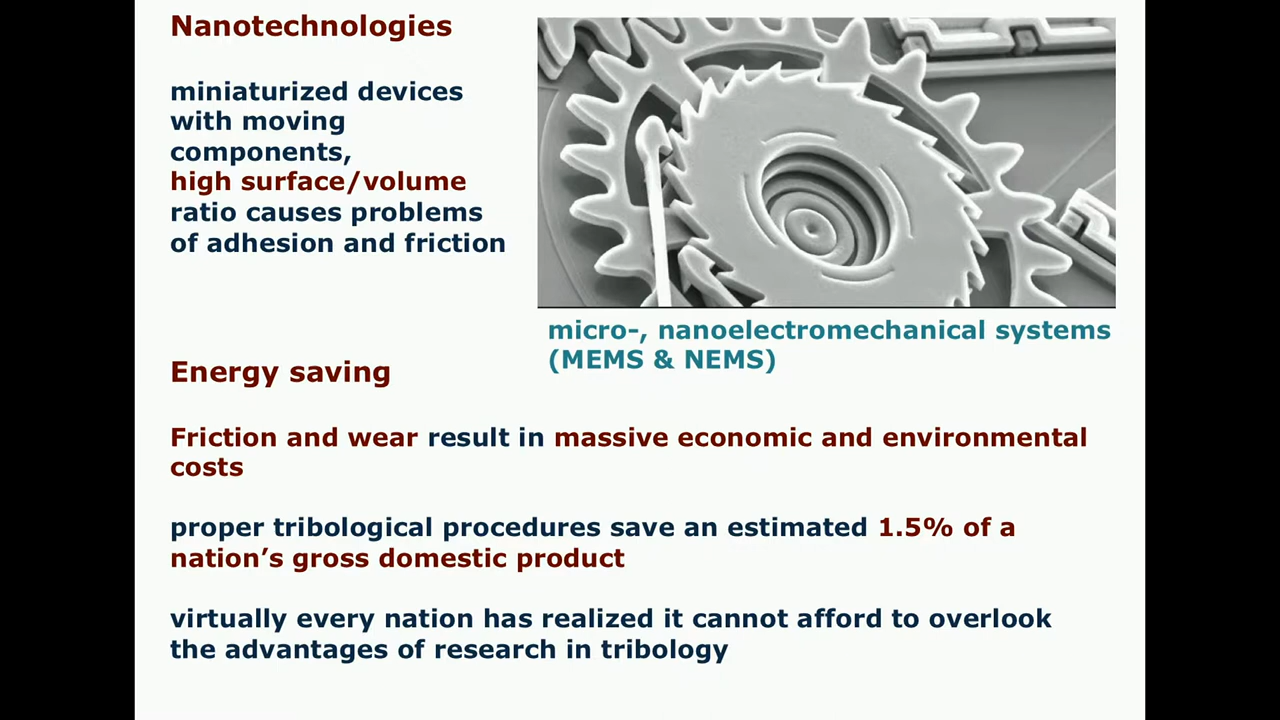 Nanotechnologies
miniaturized devices
with moving
components,
high surface/volume
ratio causes problems
of adhesion and friction
micro-, nanoelectromechanical systems
(MEMS & NEMS)
Energy saving
Friction and wear result in massive economic and environmental
costs
proper tribological procedures save an estimated 1.5% of a
nation’s gross domestic product
virtually every nation has realized it cannot afford to overlook
the advantages of research in tribology